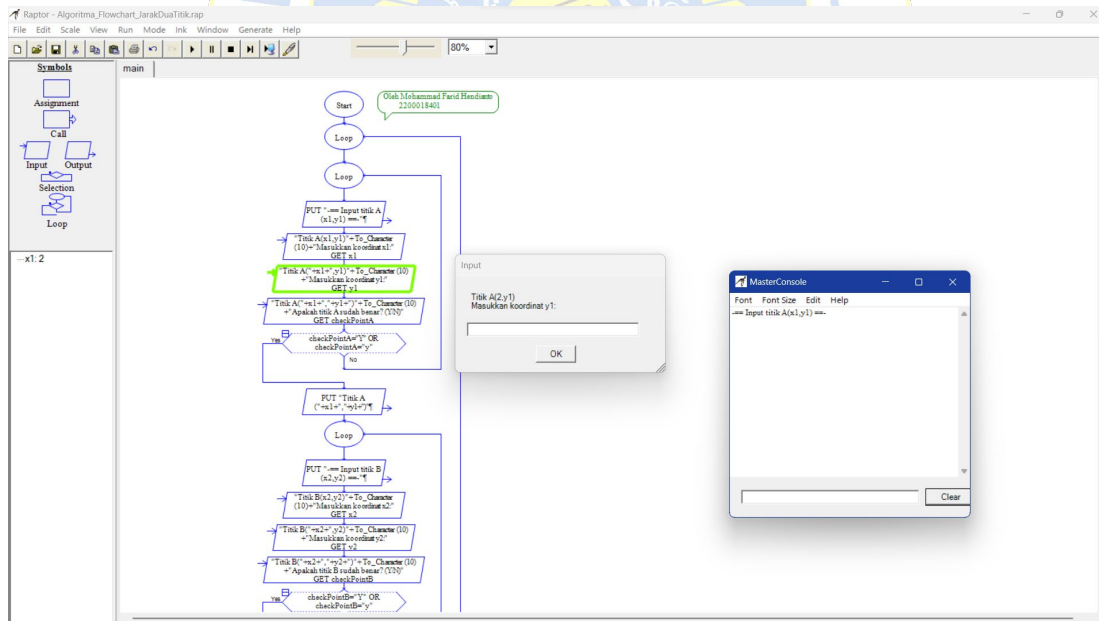 Raptor - Algoritma_Flowchart_JarakDuaTitik.rap
File Edit Scale View Run Mode Ink Window Generate Help
80%
Symbols
Assignment
Call
Input Output
Selection
Loop
x1: 2
main
Oleh Mohammad Farid Hendianto
2200018401
Start
Loop
Loop
PUT "-== Input titik A
(x1,y1) ==-"¶
"Titik A(x1,y1)"+To_Character
(10)+"Masukkan koordinat x1:"
GET x1
"Titik A("+x1+",y1)"+To_Character (10)
+"Masukkan koordinat y1:"
GET y1
"Titik A("+x1+","+y1+")"+To_Character (10)
+"Apakah titik A sudah benar? (Y/N)"
GET checkPointA
Yes
checkPointA="Y" OR
checkPointA="y"
No
PUT "Titik A
("+x1+","+y1+")"¶
Loop
PUT "-== Input titik B
(x2,y2) ==-"¶
"Titik B(x2,y2)"+To_Character
(10)+"Masukkan koordinat x2:"
GET x2
"Titik B("+x2+",y2)"+To_Character (10)
+"Masukkan koordinat y2:"
GET y2
"Titik B("+x2+","+y2+")"+To_Character (10)
+"Apakah titik B sudah benar? (Y/N)"
GET checkPointB
Yes
checkPointB="Y" OR
checkPointB="y"
Input
Titik A(2,y1)
Masukkan koordinat y1:
OK
MasterConsole
Font Font Size Edit Help
-== Input titik A(x1,y1) ==-
Clear